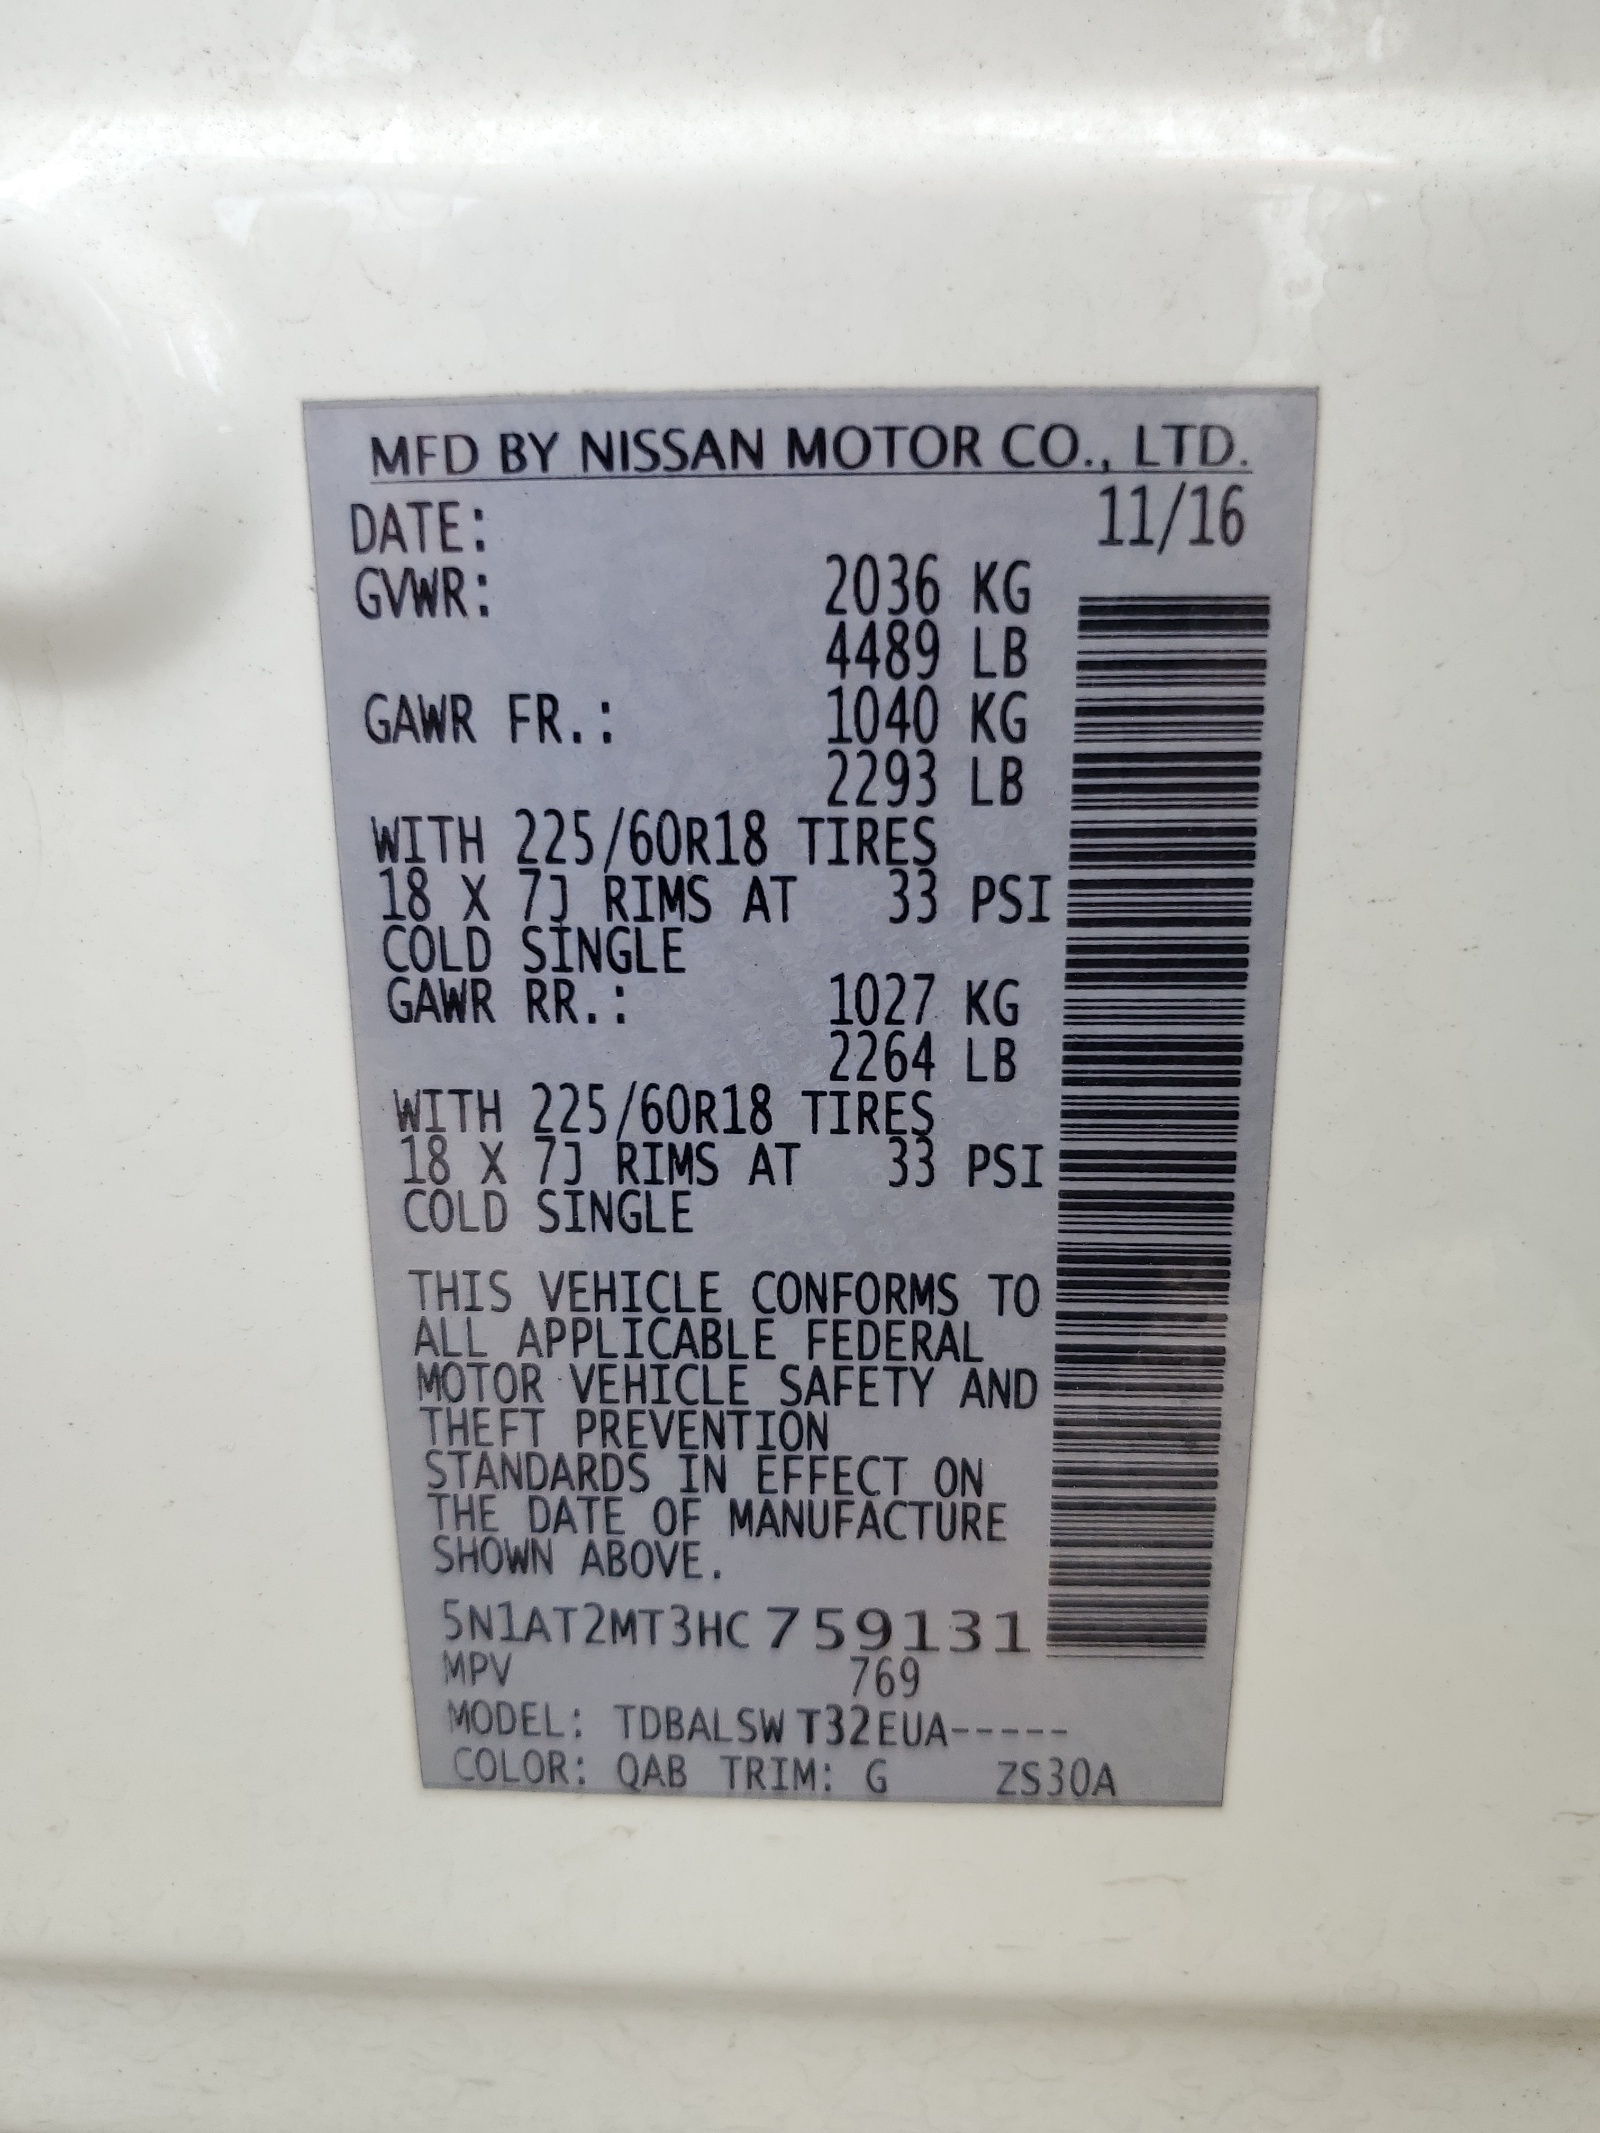 MFD BY NISSAN MOTOR CO., LTD.
DATE: 11/16
GVWR: 2036 KG
4489 LB
GAWR FR.: 1040 KG
2293 LB
WITH 225/60R18 TIRES
18 X 7J RIMS AT 33 PSI
COLD SINGLE
GAWR RR.: 1027 KG
2264 LB
WITH 225/60R18 TIRES
18 X 7J RIMS AT 33 PSI
COLD SINGLE
THIS VEHICLE CONFORMS TO
ALL APPLICABLE FEDERAL
MOTOR VEHICLE SAFETY AND
THEFT PREVENTION
STANDARDS IN EFFECT ON
THE DATE OF MANUFACTURE
SHOWN ABOVE.
5N1AT2MT3HC759131
MPV 769
MODEL: TDBALSWT32EUA-----
COLOR: QAB TRIM: G ZS30A